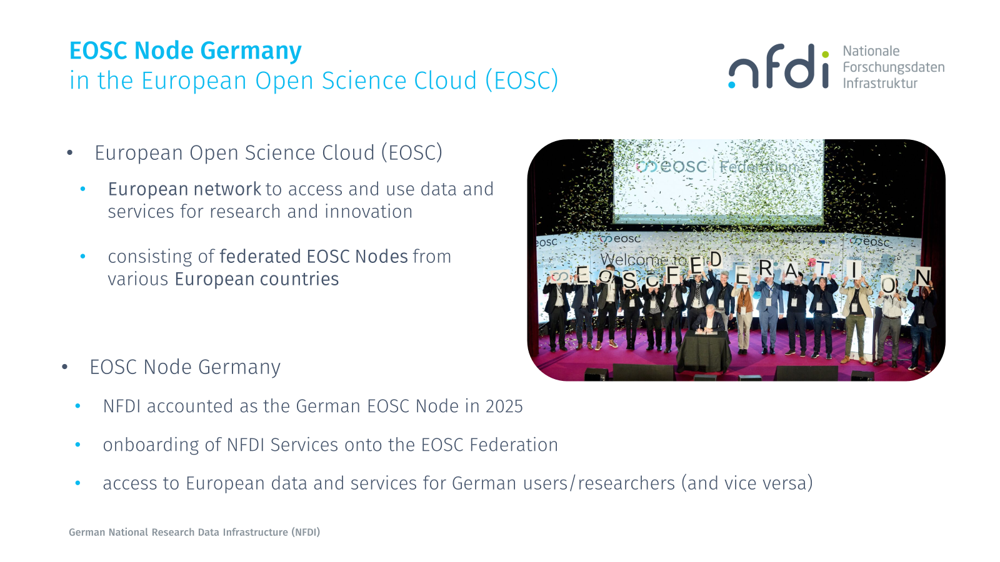 EOSC Node Germany
in the European Open Science Cloud (EOSC)
nfdi
Nationale
Forschungsdaten
Infrastruktur
• European Open Science Cloud (EOSC)
• European network to access and use data and
services for research and innovation
• consisting of federated EOSC Nodes from
various European countries
eosc Federation
eosc
eosc
eosc
Welcome to
E O S C F E D E R A T I O N
• EOSC Node Germany
• NFDI accounted as the German EOSC Node in 2025
• onboarding of NFDI Services onto the EOSC Federation
• access to European data and services for German users/researchers (and vice versa)
German National Research Data Infrastructure (NFDI)